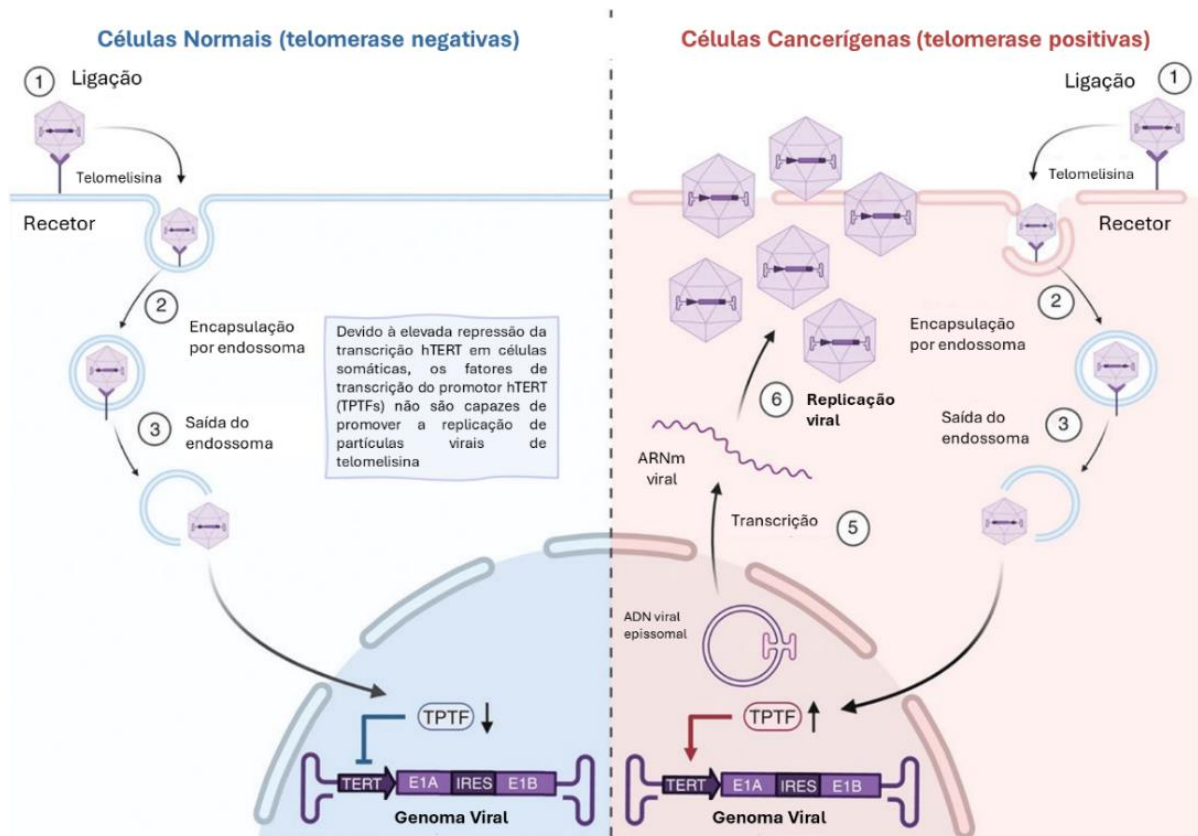 Células Normais (telomerase negativas)
1
Ligação
Telomelisina
Recetor
2
Encapsulação
por endossoma
3
Saída do
endossoma
Devido à elevada repressão da
transcrição hTERT em células
somáticas, os fatores de
transcrição do promotor hTERT
(TPTFs) não são capazes de
promover a replicação de
partículas virais de
telomelisina
TPTF
TERT E1A IRES E1B
Genoma Viral
Células Cancerígenas (telomerase positivas)
Ligação
1
Telomelisina
Recetor
2
Encapsulação
por endossoma
3
Saída do
endossoma
6
Replicação
viral
ARNm
viral
Transcrição
5
ADN viral
epissomal
TPTF
TERT E1A IRES E1B
Genoma Viral